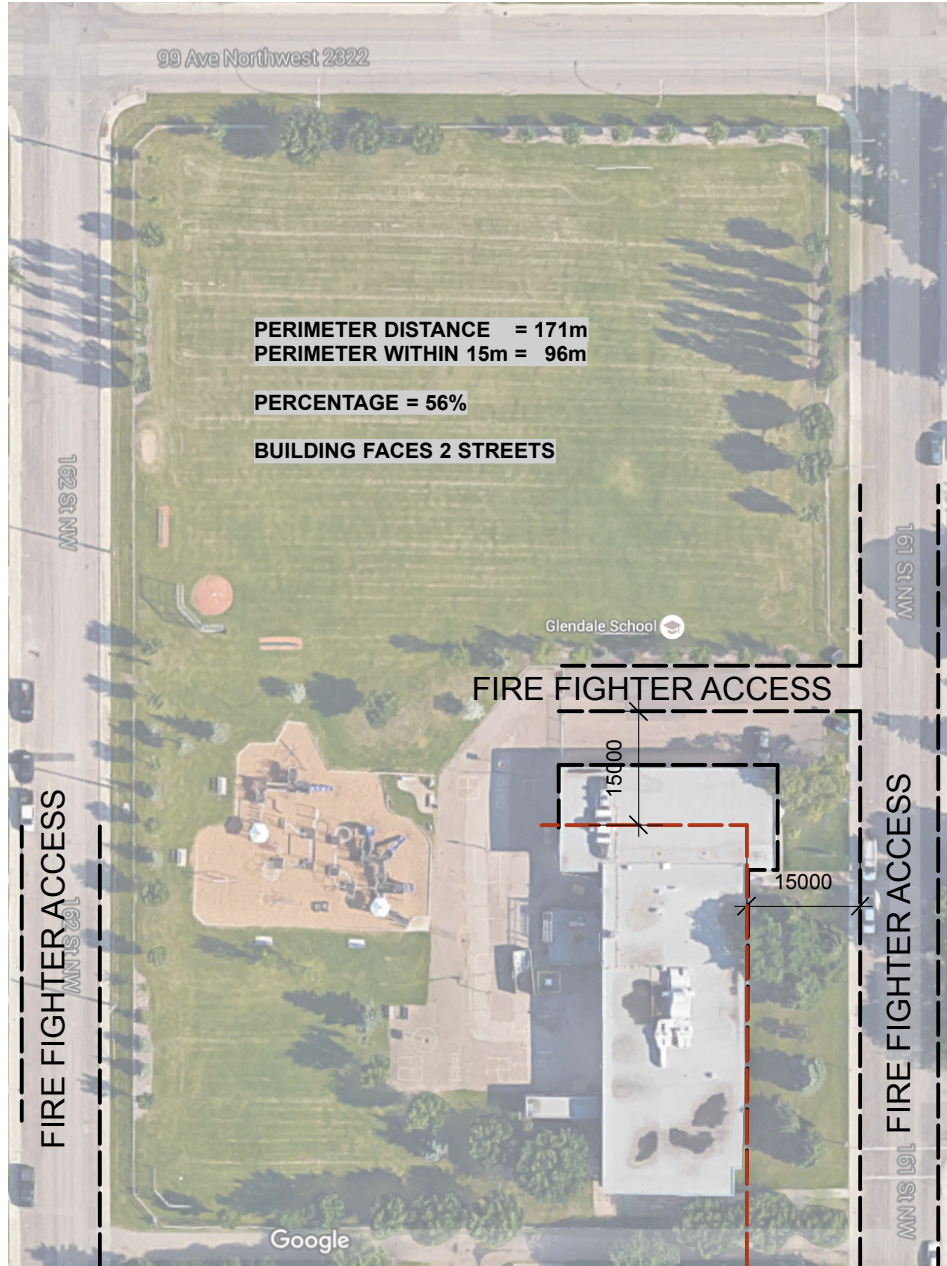 99 Ave Northwest 2322
PERIMETER DISTANCE = 171m
PERIMETER WITHIN 15m = 96m
PERCENTAGE = 56%
BUILDING FACES 2 STREETS
162 St NW
161 St NW
Glendale School
FIRE FIGHTER ACCESS
15000
15000
FIRE FIGHTER ACCESS
162 St NW
FIRE FIGHTER ACCESS
161 St NW
Google